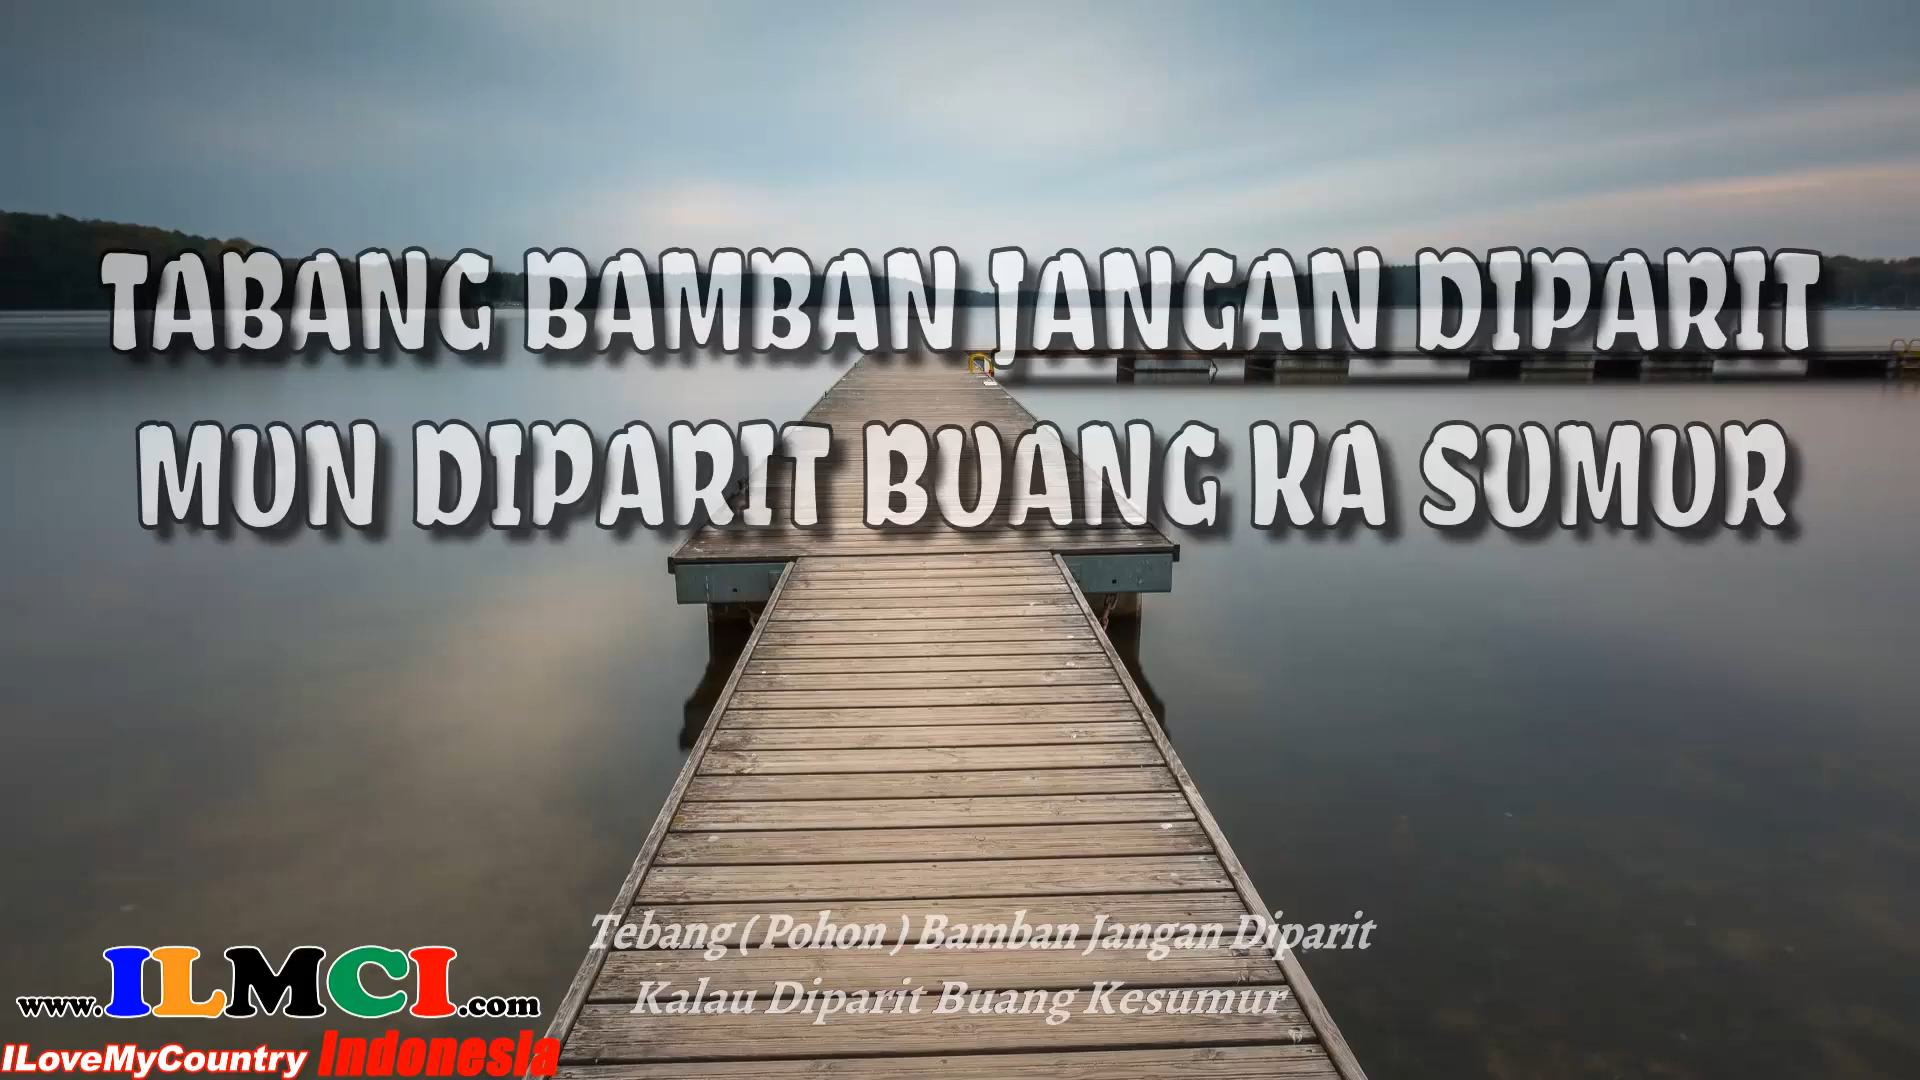 TABANG BAMBAN JANGAN DIPARIT
MUN DIPARIT BUANG KA SUMUR
Tebang ( Pohon ) Bamban Jangan Diparit
Kalau Diparit Buang Kesumur
www.ILMCI.com
ILoveMyCountry Indonesia